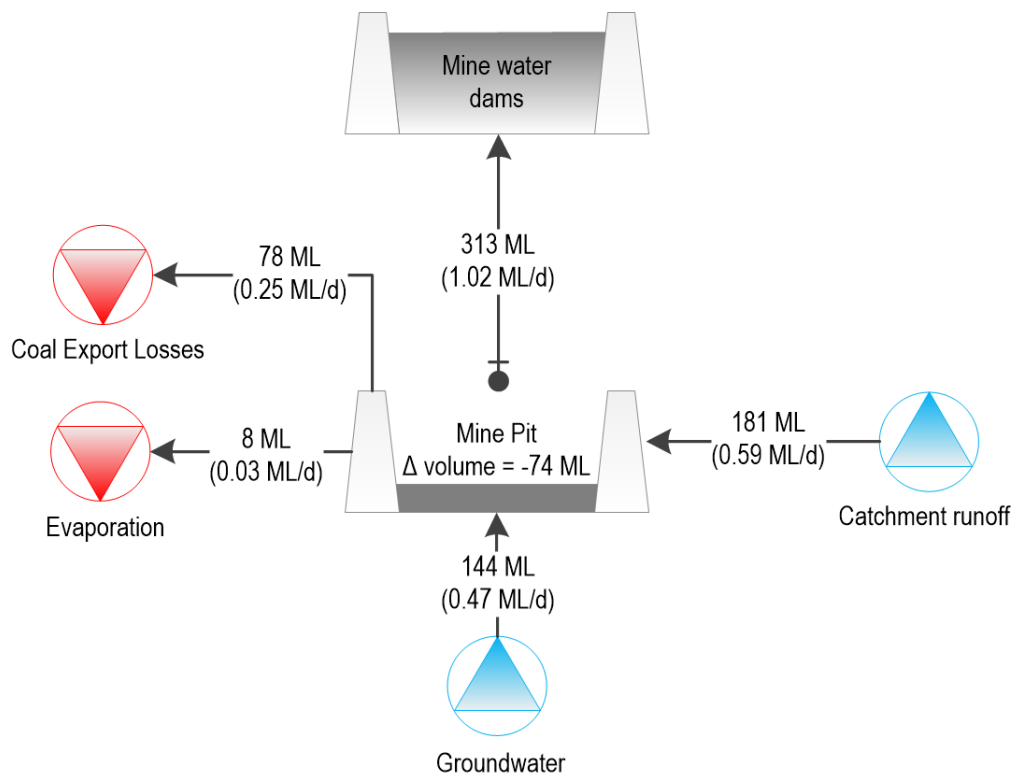 Mine water
dams
313 ML
(1.02 ML/d)
78 ML
(0.25 ML/d)
Coal Export Losses
8 ML
(0.03 ML/d)
Evaporation
Mine Pit
Δ volume = -74 ML
181 ML
(0.59 ML/d)
Catchment runoff
144 ML
(0.47 ML/d)
Groundwater